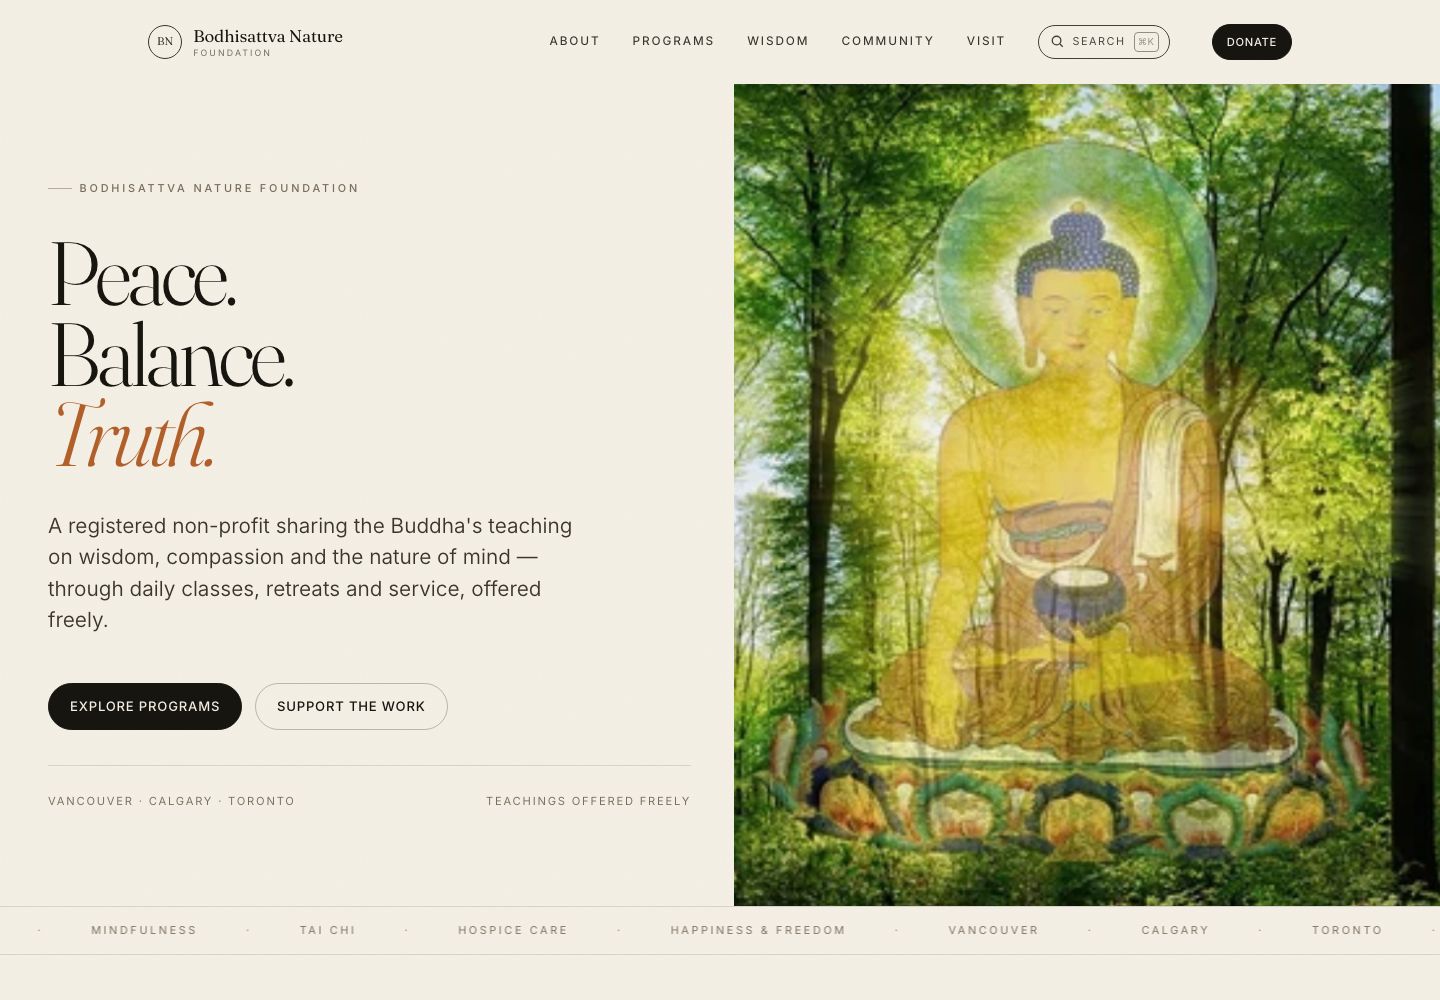 BN
Bodhisattva Nature
FOUNDATION
ABOUT
PROGRAMS
WISDOM
COMMUNITY
VISIT
SEARCH ⌘K
DONATE
BODHISATTVA NATURE FOUNDATION
Peace.
Balance.
Truth.
A registered non-profit sharing the Buddha's teaching
on wisdom, compassion and the nature of mind —
through daily classes, retreats and service, offered
freely.
EXPLORE PROGRAMS
SUPPORT THE WORK
VANCOUVER · CALGARY · TORONTO
TEACHINGS OFFERED FREELY
· MINDFULNESS · TAI CHI · HOSPICE CARE · HAPPINESS & FREEDOM · VANCOUVER · CALGARY · TORONTO ·